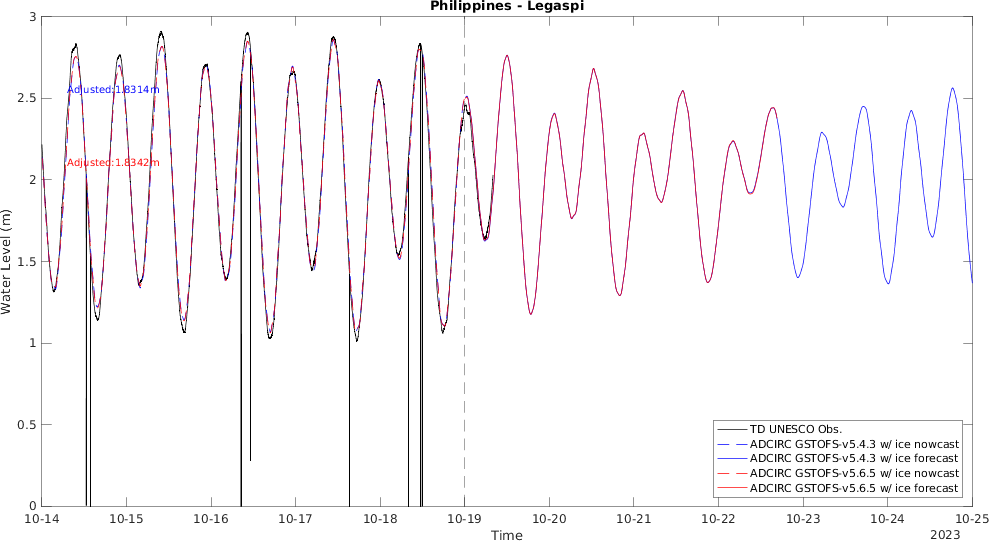 Philippines - Legaspi
3
2.5
2
1.5
1
0.5
0
Water Level (m)
Adjusted:1.8314m
Adjusted:1.8342m
TD UNESCO Obs.
ADCIRC GSTOFS-v5.4.3 w/ ice nowcast
ADCIRC GSTOFS-v5.4.3 w/ ice forecast
ADCIRC GSTOFS-v5.6.5 w/ ice nowcast
ADCIRC GSTOFS-v5.6.5 w/ ice forecast
10-14 10-15 10-16 10-17 10-18 10-19 10-20 10-21 10-22 10-23 10-24 10-25
Time
2023